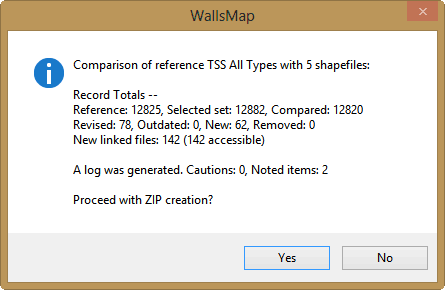 WallsMap
Comparison of reference TSS All Types with 5 shapefiles:
Record Totals --
Reference: 12825, Selected set: 12882, Compared: 12820
Revised: 78, Outdated: 0, New: 62, Removed: 0
New linked files: 142 (142 accessible)
A log was generated. Cautions: 0, Noted items: 2
Proceed with ZIP creation?
Yes
No